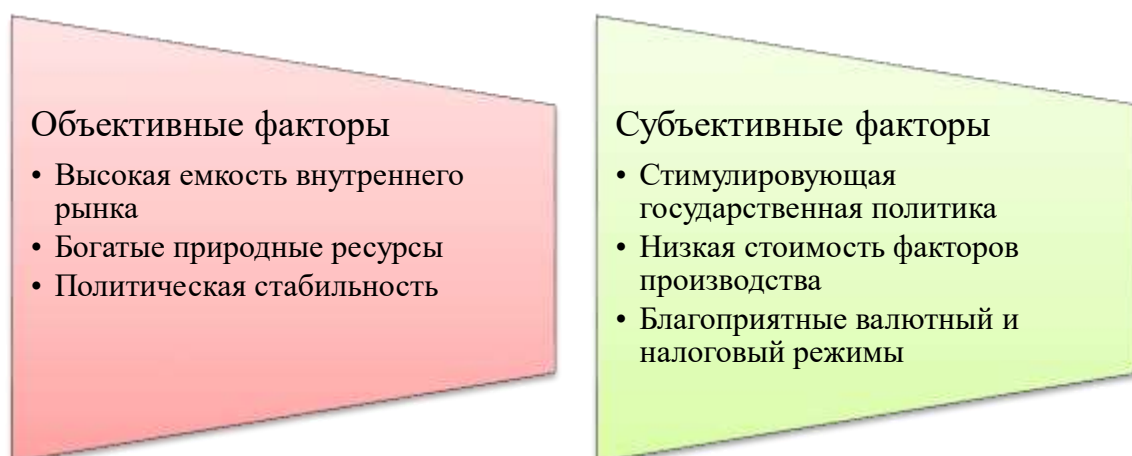 Объективные факторы
• Высокая емкость внутреннего
рынка
• Богатые природные ресурсы
• Политическая стабильность
Субъективные факторы
• Стимулировующая
государственная политика
• Низкая стоимость факторов
производства
• Благоприятные валютный и
налоговый режимы